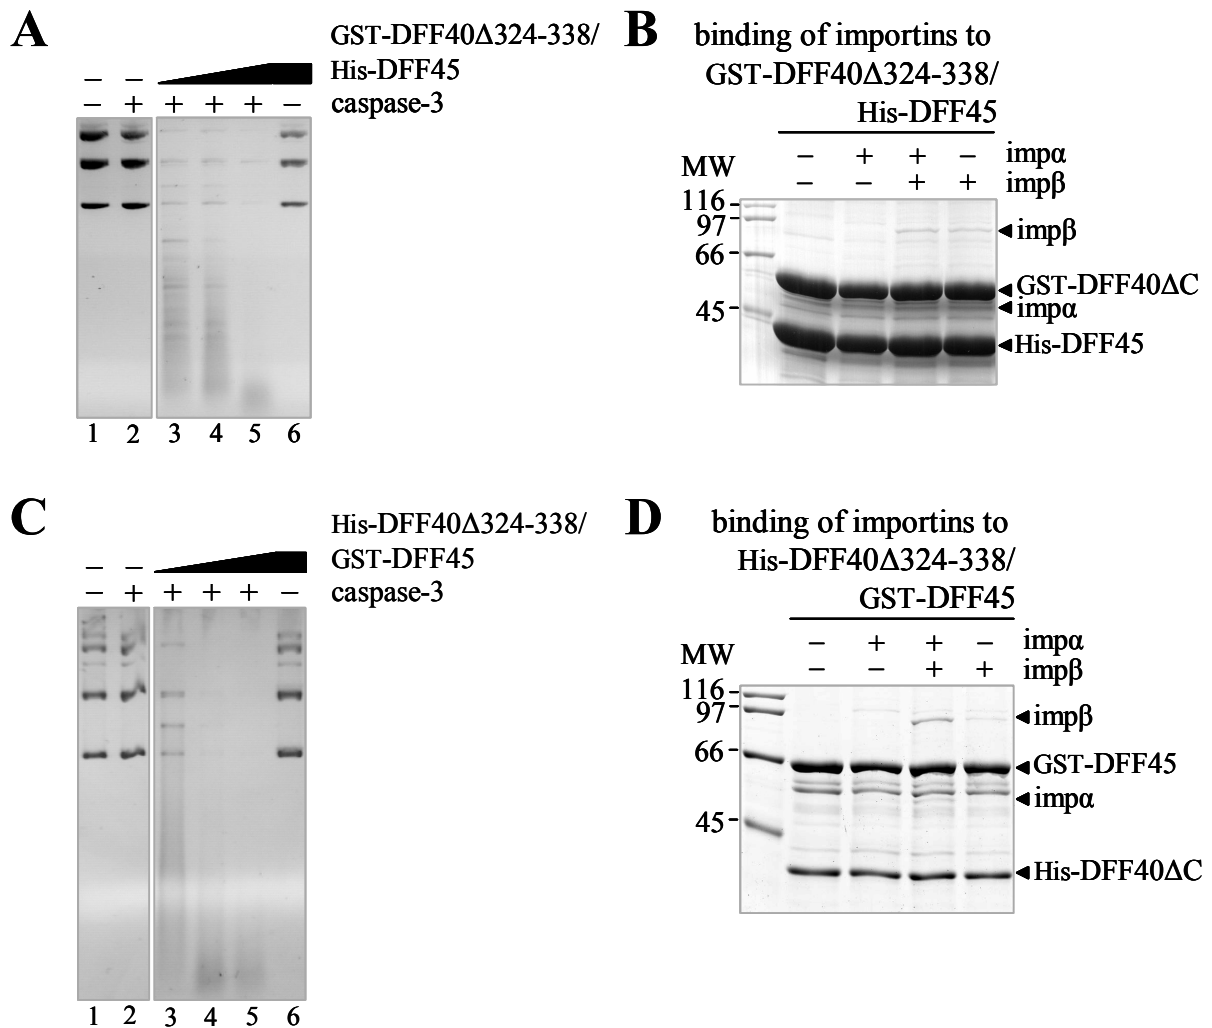 A
GST-DFF40Δ324-338/
His-DFF45
– –
– + + + + –
caspase-3
1 2 3 4 5 6
B
binding of importins to
GST-DFF40Δ324-338/
His-DFF45
– + + – impα
– – + + impβ
MW
116
97
66
45
impβ
GST-DFF40ΔC
impα
His-DFF45
C
His-DFF40Δ324-338/
GST-DFF45
– –
– + + + + –
caspase-3
1 2 3 4 5 6
D
binding of importins to
His-DFF40Δ324-338/
GST-DFF45
– + + – impα
– – + + impβ
MW
116
97
66
45
impβ
GST-DFF45
impα
His-DFF40ΔC